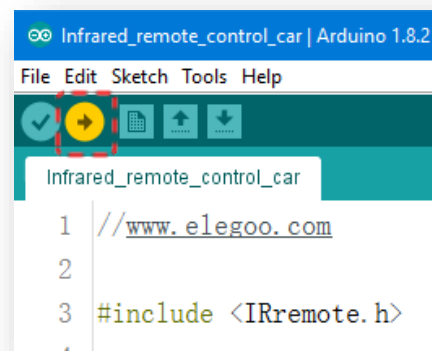 Infrared_remote_control_car | Arduino 1.8.2
File Edit Sketch Tools Help
Infrared_remote_control_car
1 //www.elegoo.com
2
3 #include <IRremote.h>